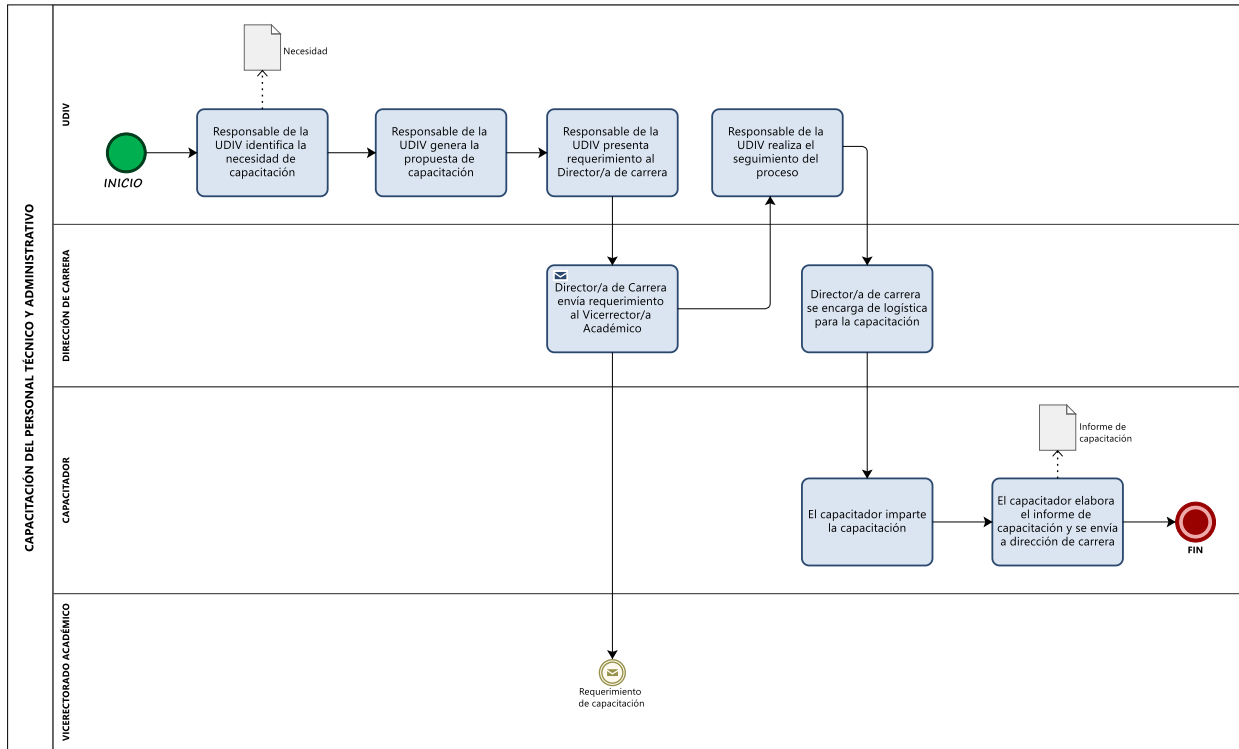 CAPACITACIÓN DEL PERSONAL TÉCNICO Y ADMINISTRATIVO
UDIV
Necesidad
INICIO
Responsable de la
UDIV identifica la
necesidad de
capacitación
Responsable de la
UDIV genera la
propuesta de
capacitación
Responsable de la
UDIV presenta
requerimiento al
Director/a de carrera
Responsable de la
UDIV realiza el
seguimiento del
proceso
DIRECCIÓN DE CARRERA
Director/a de Carrera
envía requerimiento
al Vicerrector/a
Académico
Director/a de carrera
se encarga de logística
para la capacitación
CAPACITADOR
Informe de
capacitación
El capacitador imparte
la capacitación
El capacitador elabora
el informe de
capacitación y se envía
a dirección de carrera
FIN
VICERECTORADO ACADÉMICO
Requerimiento
de capacitación